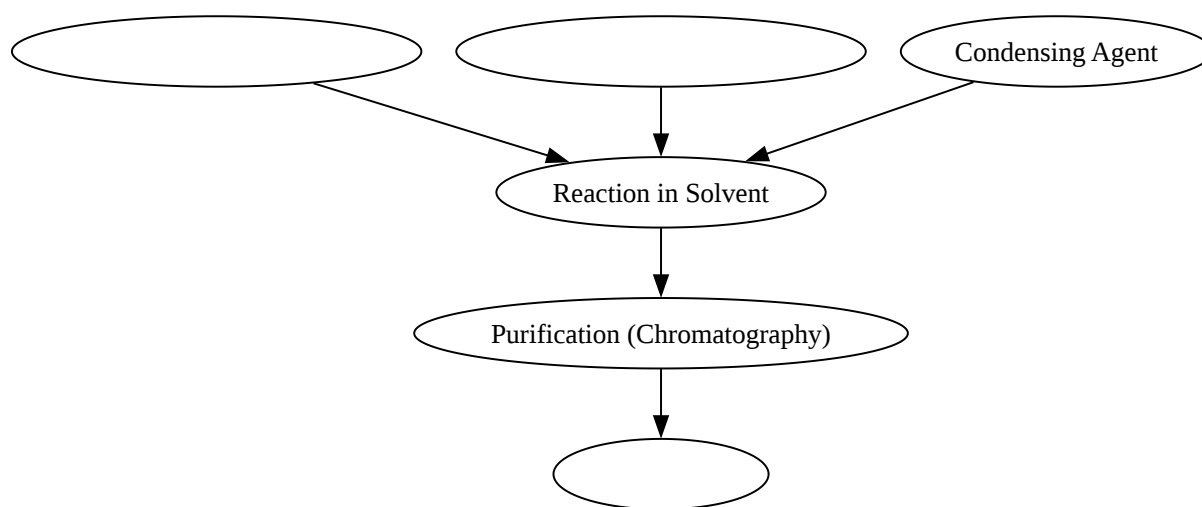 Condensing Agent
Reaction in Solvent
Purification (Chromatography)